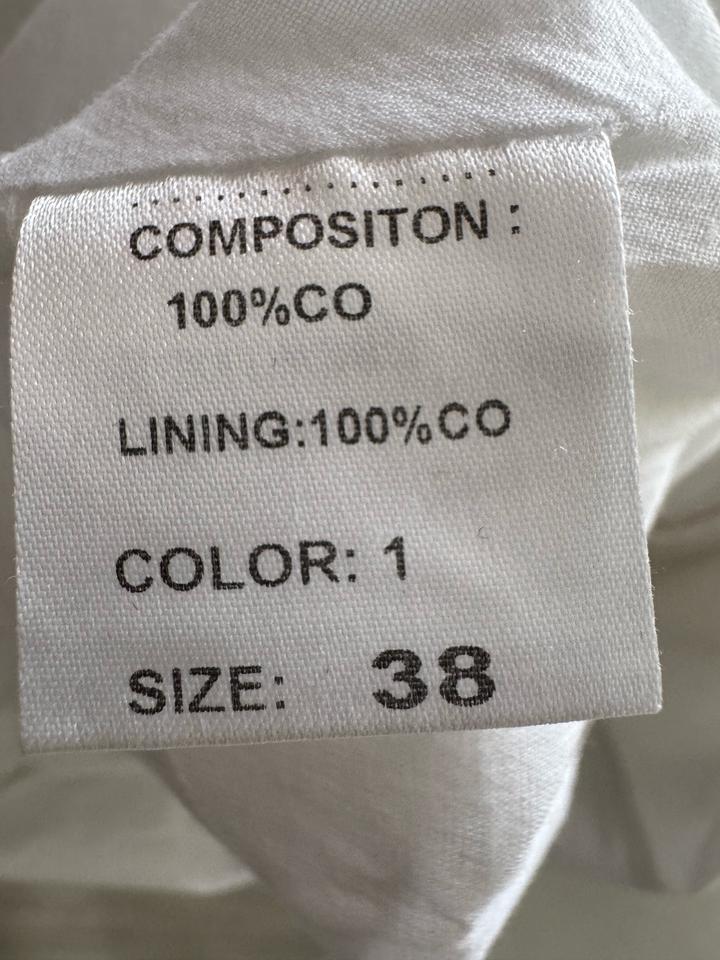 COMPOSITON :
100%CO
LINING:100%CO
COLOR: 1
SIZE: 38